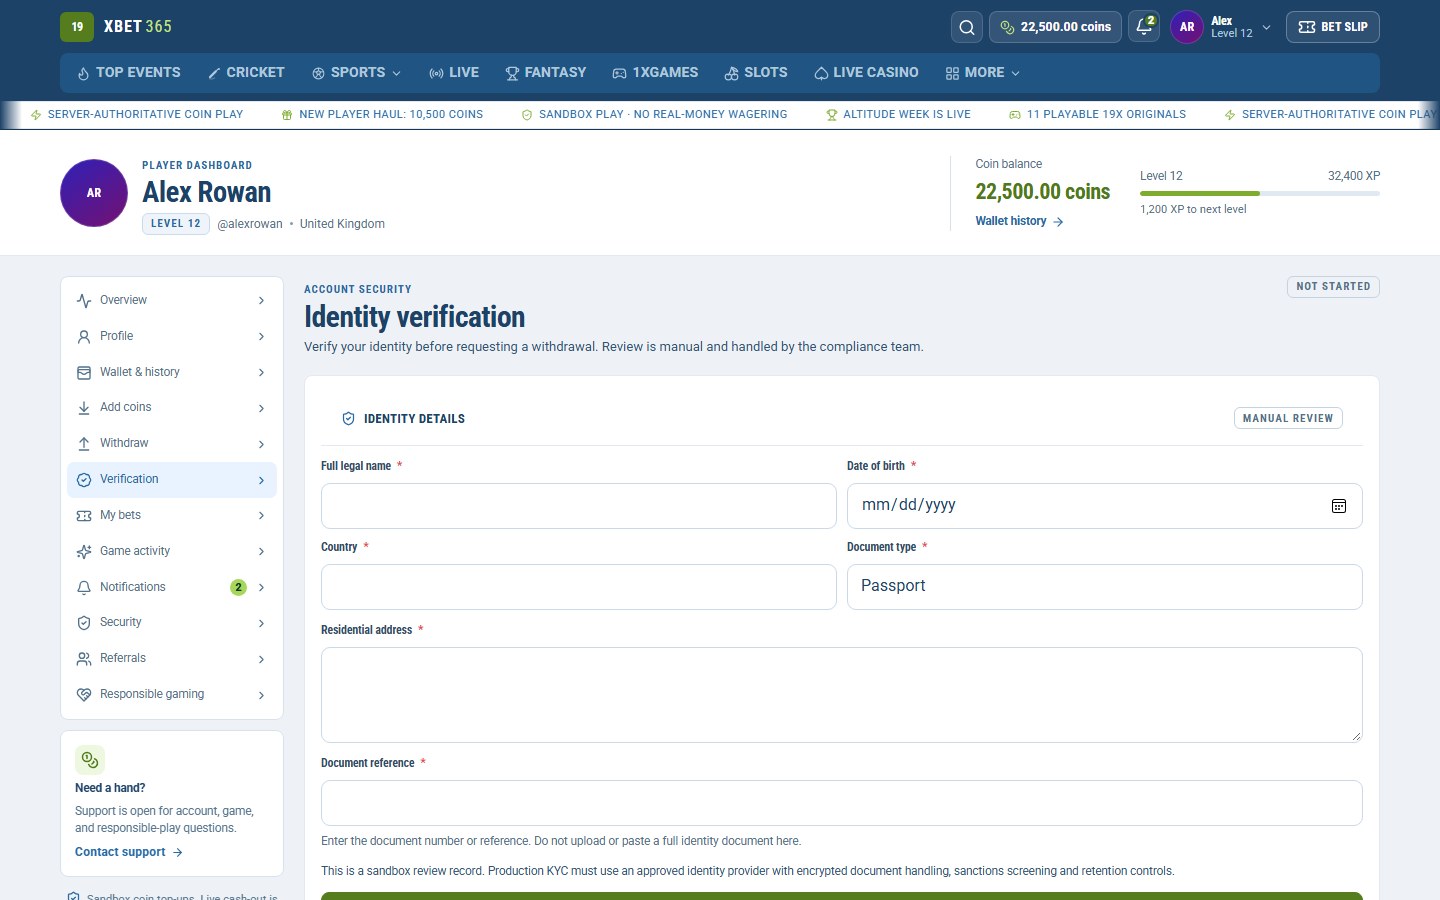 19 XBET 365
22,500.00 coins
2
AR
Alex
Level 12
BET SLIP
TOP EVENTS CRICKET SPORTS LIVE FANTASY 1XGAMES SLOTS LIVE CASINO MORE
SERVER-AUTHORITATIVE COIN PLAY NEW PLAYER HAUL: 10,500 COINS SANDBOX PLAY · NO REAL-MONEY WAGERING ALTITUDE WEEK IS LIVE 11 PLAYABLE 19X ORIGINALS SERVER-AUTHORITATIVE COIN PLAY
AR
PLAYER DASHBOARD
Alex Rowan
LEVEL 12 @alexrowan • United Kingdom
Coin balance
22,500.00 coins
Wallet history
Level 12 32,400 XP
1,200 XP to next level
Overview
Profile
Wallet & history
Add coins
Withdraw
Verification
My bets
Game activity
Notifications 2
Security
Referrals
Responsible gaming
Need a hand?
Support is open for account, game,
and responsible-play questions.
Contact support
Sandbox coin top-ups. Live cash-out is
ACCOUNT SECURITY
NOT STARTED
Identity verification
Verify your identity before requesting a withdrawal. Review is manual and handled by the compliance team.
IDENTITY DETAILS
MANUAL REVIEW
Full legal name *
Date of birth *
mm/dd/yyyy
Country *
Document type *
Passport
Residential address *
Document reference *
Enter the document number or reference. Do not upload or paste a full identity document here.
This is a sandbox review record. Production KYC must use an approved identity provider with encrypted document handling, sanctions screening and retention controls.